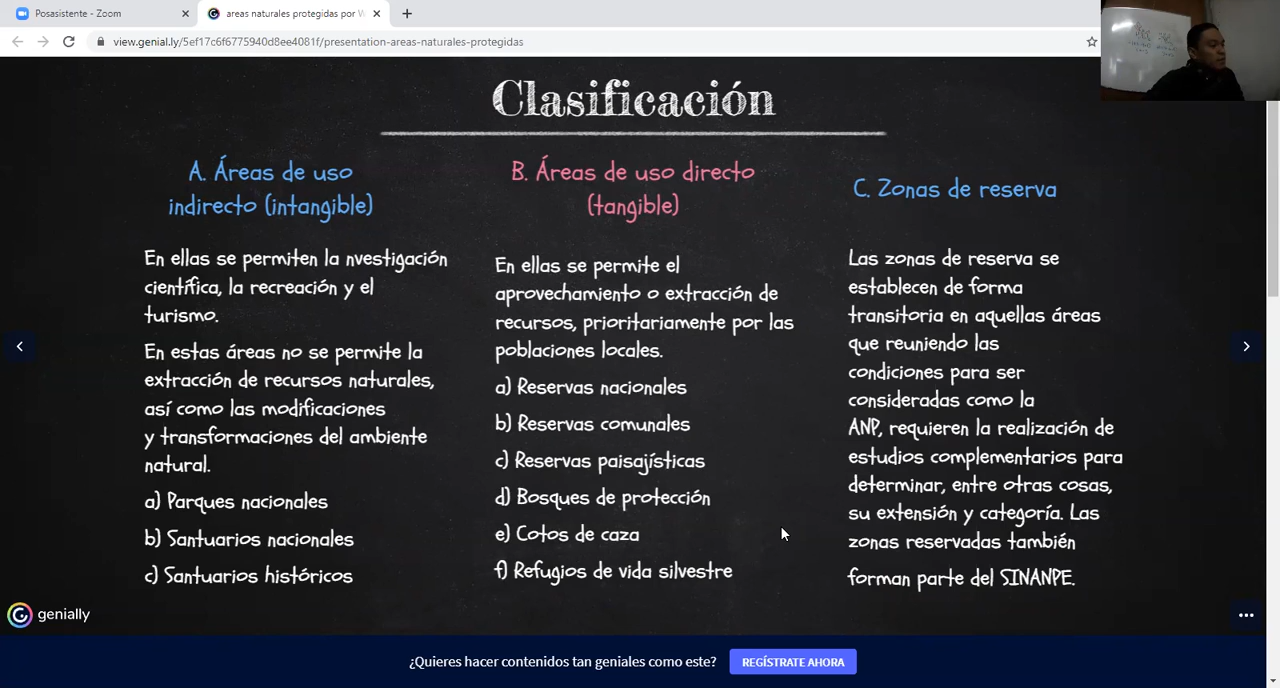 Posasistente - Zoom
areas naturales protegidas por W
view.genial.ly/5ef17c6f6775940d8ee4081f/presentation-areas-naturales-protegidas
Clasificación
A. Áreas de uso
indirecto (intangible)
En ellas se permiten la nvestigación
científica, la recreación y el
turismo.
En estas áreas no se permite la
extracción de recursos naturales,
así como las modificaciones
y transformaciones del ambiente
natural.
a) Parques nacionales
b) Santuarios nacionales
c) Santuarios históricos
B. Áreas de uso directo
(tangible)
En ellas se permite el
aprovechamiento o extracción de
recursos, prioritariamente por las
poblaciones locales.
a) Reservas nacionales
b) Reservas comunales
c) Reservas paisajísticas
d) Bosques de protección
e) Cotos de caza
f) Refugios de vida silvestre
C. Zonas de reserva
Las zonas de reserva se
establecen de forma
transitoria en aquellas áreas
que reuniendo las
condiciones para ser
consideradas como la
ANP, requieren la realización de
estudios complementarios para
determinar, entre otras cosas,
su extensión y categoría. Las
zonas reservadas también
forman parte del SINANPE.
genially
¿Quieres hacer contenidos tan geniales como este?
REGÍSTRATE AHORA